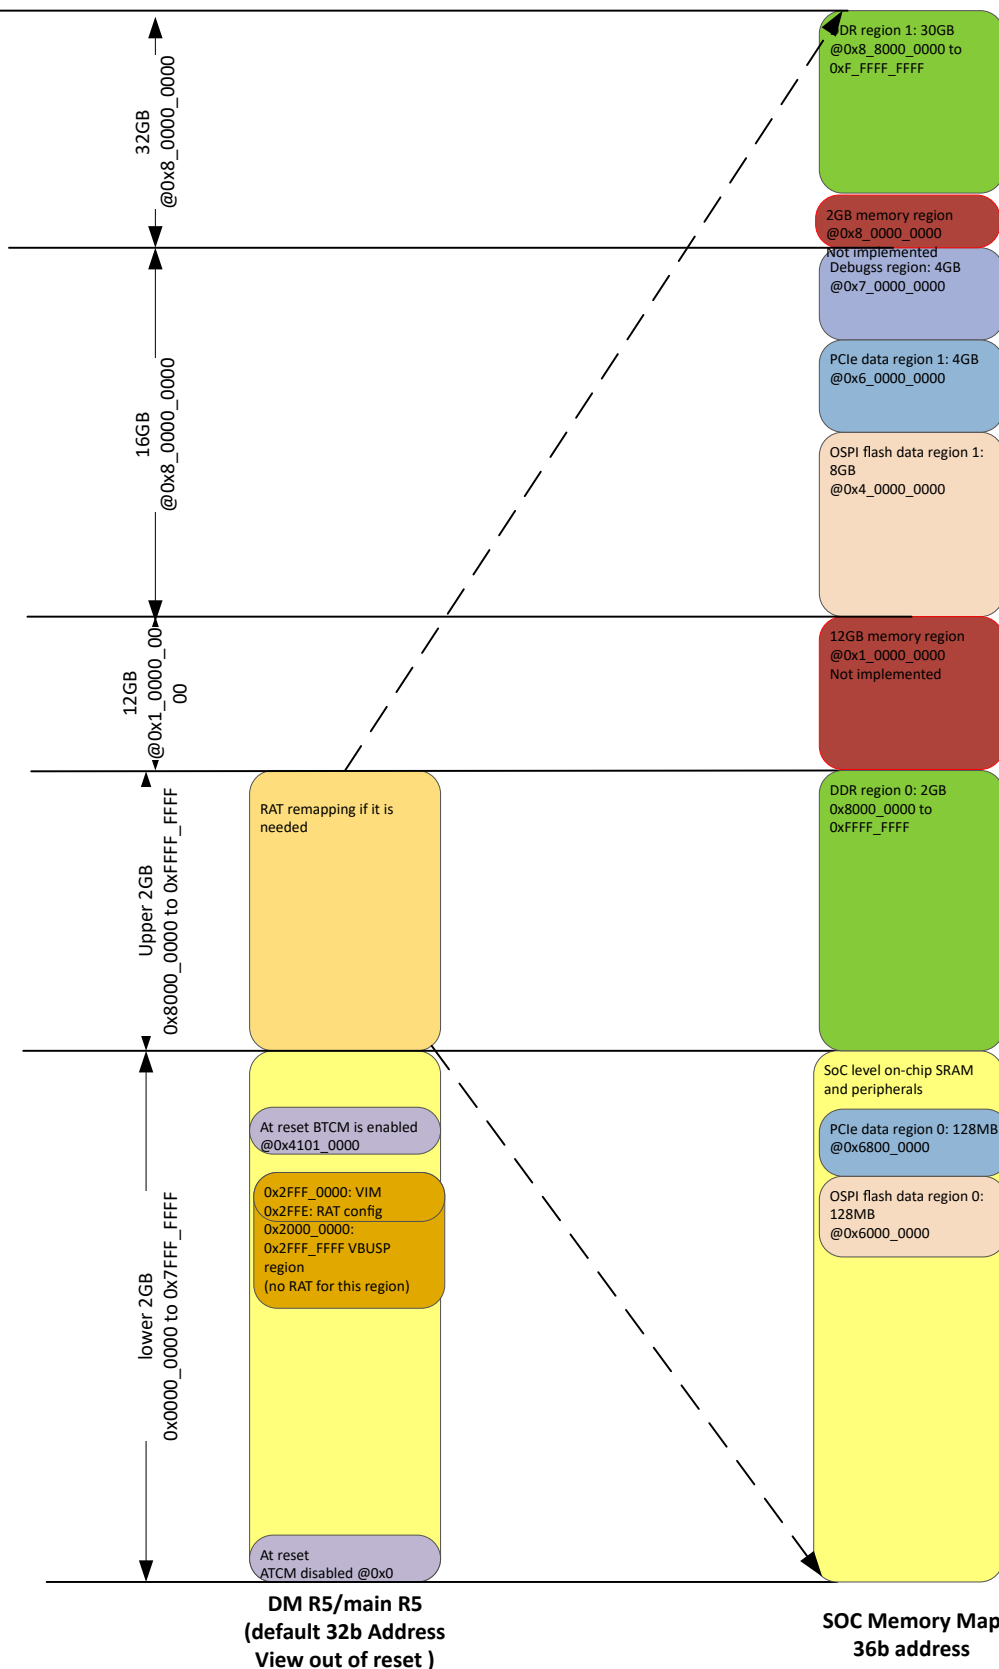 32GB
@0x8_0000_0000
16GB
@0x8_0000_0000
12GB
@0x1_0000_00
00
Upper 2GB
0x8000_0000 to 0xFFFF_FFFF
lower 2GB
0x0000_0000 to 0x7FFF_FFFF
RAT remapping if it is
needed
At reset BTCM is enabled
@0x4101_0000
0x2FFF_0000: VIM
0x2FFE: RAT config
0x2000_0000:
0x2FFF_FFFF VBUSP
region
(no RAT for this region)
At reset
ATCM disabled @0x0
DM R5/main R5
(default 32b Address
View out of reset )
DDR region 1: 30GB
@0x8_8000_0000 to
0xF_FFFF_FFFF
2GB memory region
@0x8_0000_0000
Not implemented
Debugss region: 4GB
@0x7_0000_0000
PCIe data region 1: 4GB
@0x6_0000_0000
OSPI flash data region 1:
8GB
@0x4_0000_0000
12GB memory region
@0x1_0000_0000
Not implemented
DDR region 0: 2GB
0x8000_0000 to
0xFFFF_FFFF
SoC level on-chip SRAM
and peripherals
PCIe data region 0: 128MB
@0x6800_0000
OSPI flash data region 0:
128MB
@0x6000_0000
SOC Memory Map
36b address